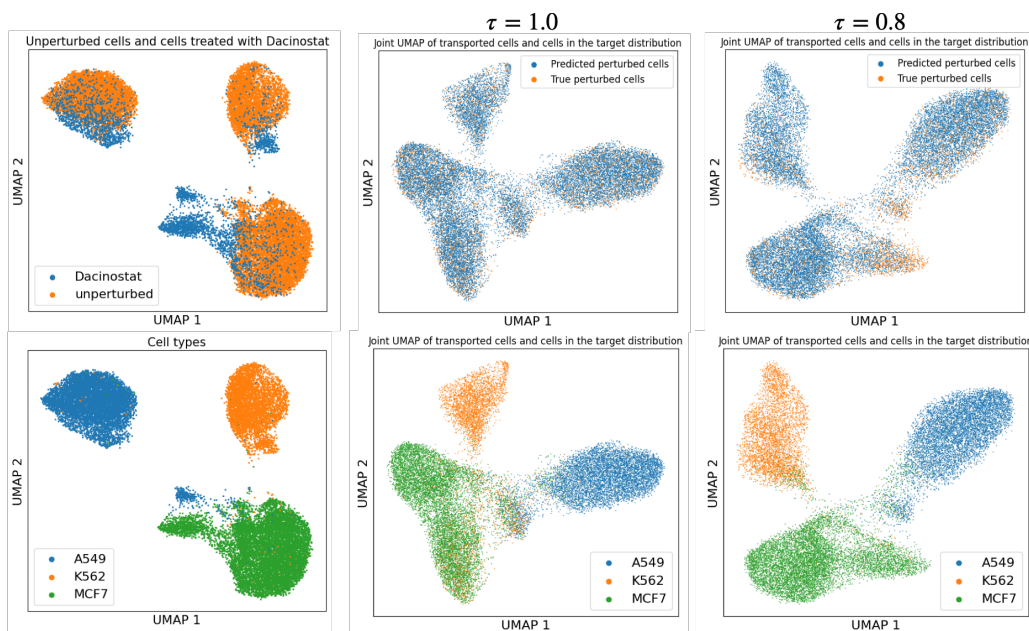 τ = 1.0
τ = 0.8
Unperturbed cells and cells treated with Dacinostat
UMAP 2
Dacinostat
unperturbed
UMAP 1
Joint UMAP of transported cells and cells in the target distribution
UMAP 2
Predicted perturbed cells
True perturbed cells
UMAP 1
Joint UMAP of transported cells and cells in the target distribution
UMAP 2
Predicted perturbed cells
True perturbed cells
UMAP 1
Cell types
UMAP 2
A549
K562
MCF7
UMAP 1
Joint UMAP of transported cells and cells in the target distribution
UMAP 2
A549
K562
MCF7
UMAP 1
Joint UMAP of transported cells and cells in the target distribution
UMAP 2
A549
K562
MCF7
UMAP 1